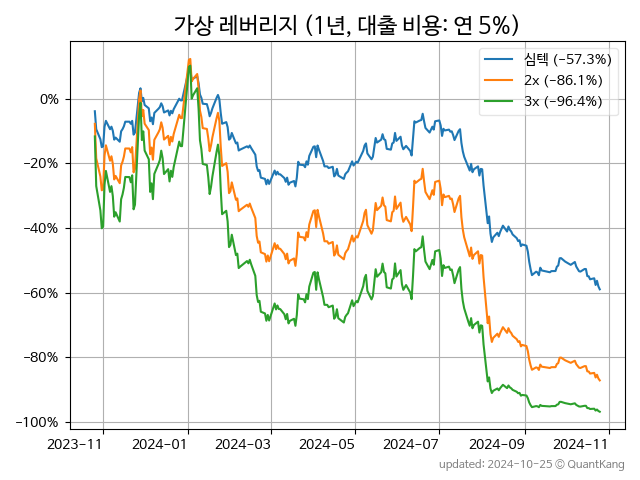 가상 레버리지 (1년, 대출 비용: 연 5%)
심텍 (−57.3%)
2x (−86.1%)
3x (−96.4%)
0%
−20%
−40%
−60%
−80%
−100%
2023−11 2024−01 2024−03 2024−05 2024−07 2024−09 2024−11
updated: 2024-10-25 ⓒ QuantKang